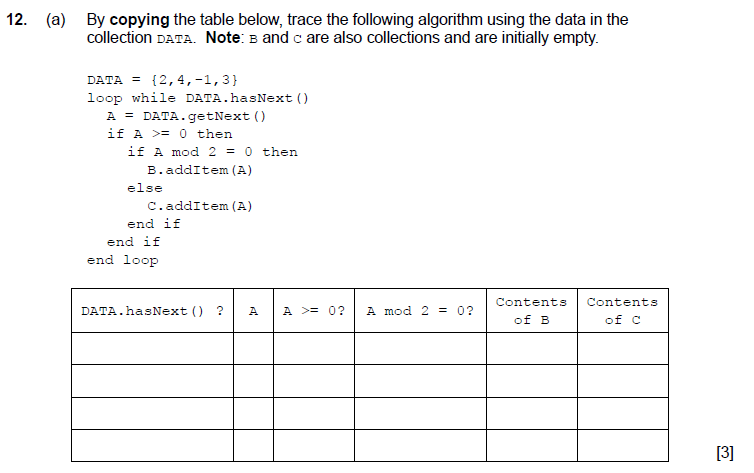 12. (a) By copying the table below, trace the following algorithm using the data in the
collection DATA. Note: B and C are also collections and are initially empty.
DATA = {2,4,-1,3}
loop while DATA.hasNext()
A = DATA.getNext()
if A >= 0 then
if A mod 2 = 0 then
B.addItem(A)
else
C.addItem(A)
end if
end if
end loop
DATA.hasNext() ? A A >= 0? A mod 2 = 0? Contents of B Contents of C
[3]